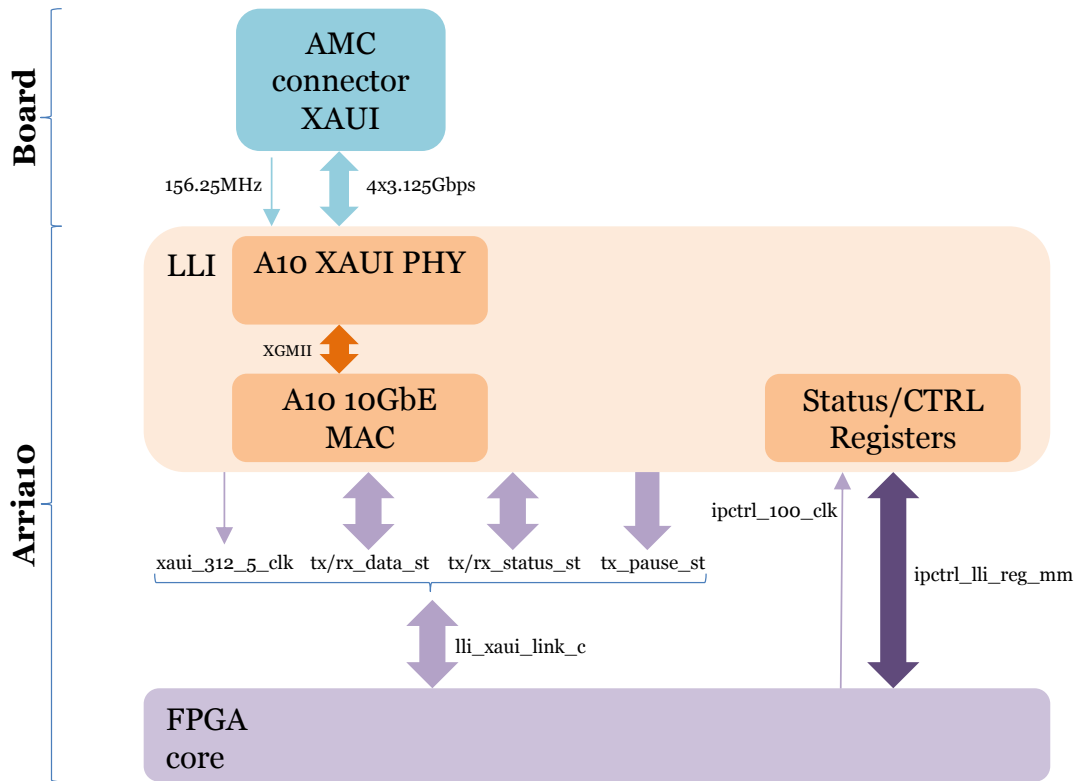 Board
AMC
connector
XAUI
156.25MHz
4x3.125Gbps
Arria10
LLI
A10 XAUI PHY
XGMII
A10 10GbE
MAC
Status/CTRL
Registers
ipctrl_100_clk
xaui_312_5_clk
tx/rx_data_st
tx/rx_status_st
tx_pause_st
ipctrl_lli_reg_mm
lli_xaui_link_c
FPGA
core